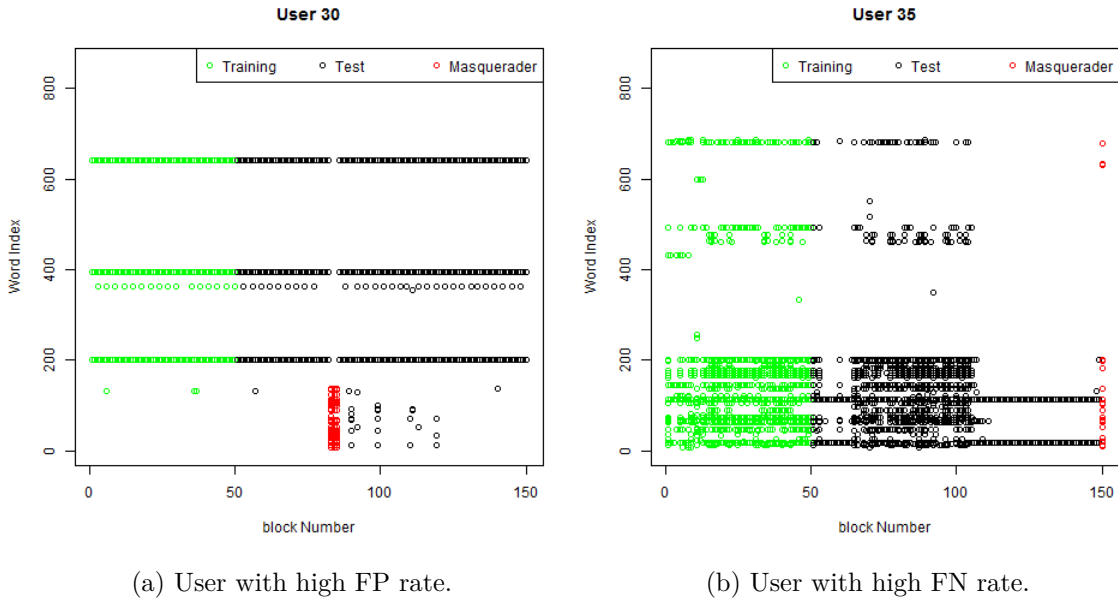 User 30
Training Test Masquerader
Word Index
0 200 400 600 800
0 50 100 150
block Number
(a) User with high FP rate.
User 35
Training Test Masquerader
Word Index
0 200 400 600 800
0 50 100 150
block Number
(b) User with high FN rate.